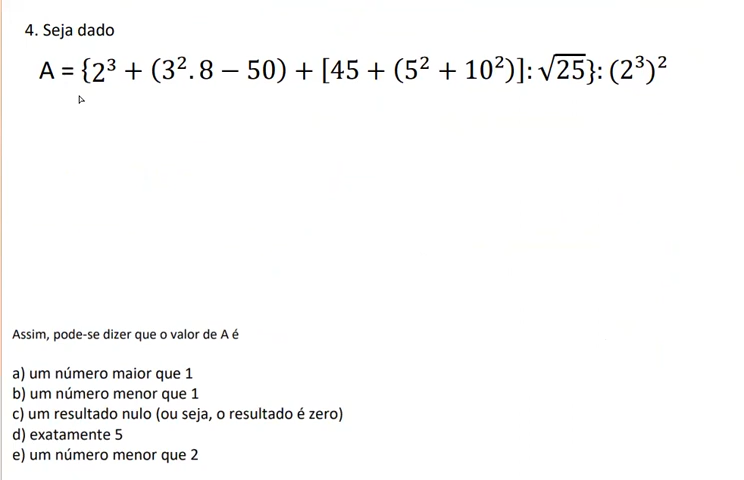 4. Seja dado
A = {2³ + (3². 8 − 50) + [45 + (5² + 10²)]: √25}: (2³)²
Assim, pode-se dizer que o valor de A é
a) um número maior que 1
b) um número menor que 1
c) um resultado nulo (ou seja, o resultado é zero)
d) exatamente 5
e) um número menor que 2